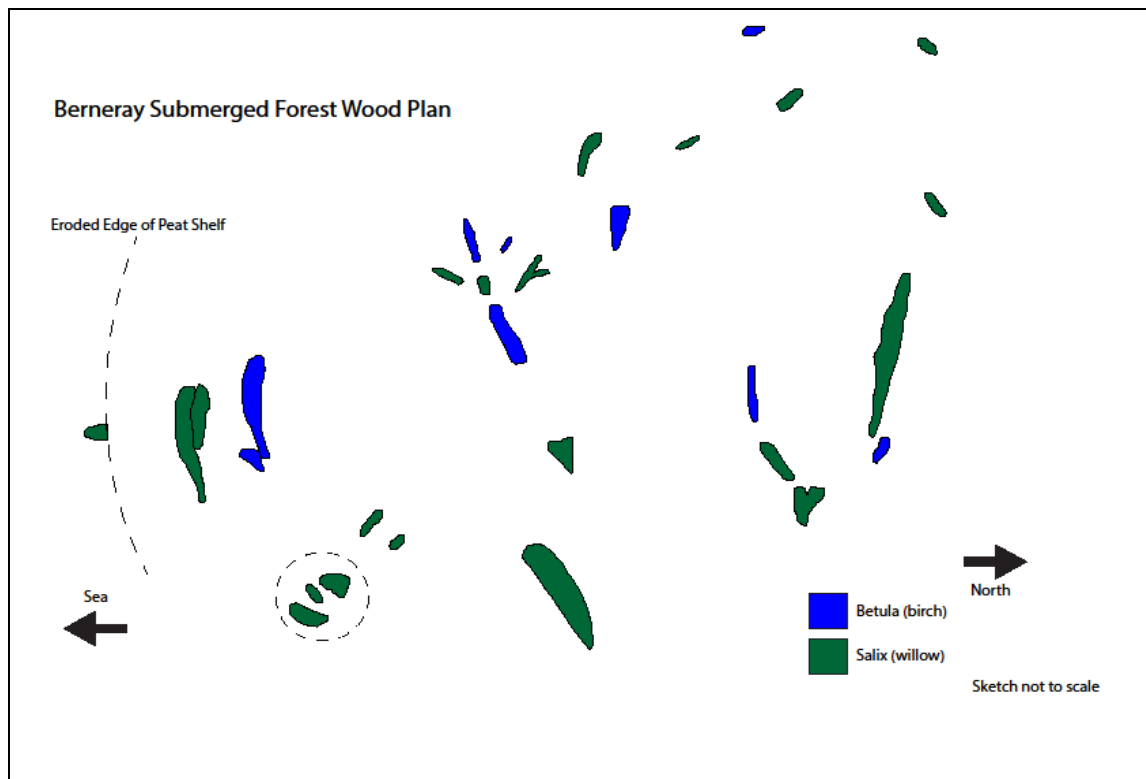 Berneray Submerged Forest Wood Plan
Eroded Edge of Peat Shelf
Sea
North
Betula (birch)
Salix (willow)
Sketch not to scale